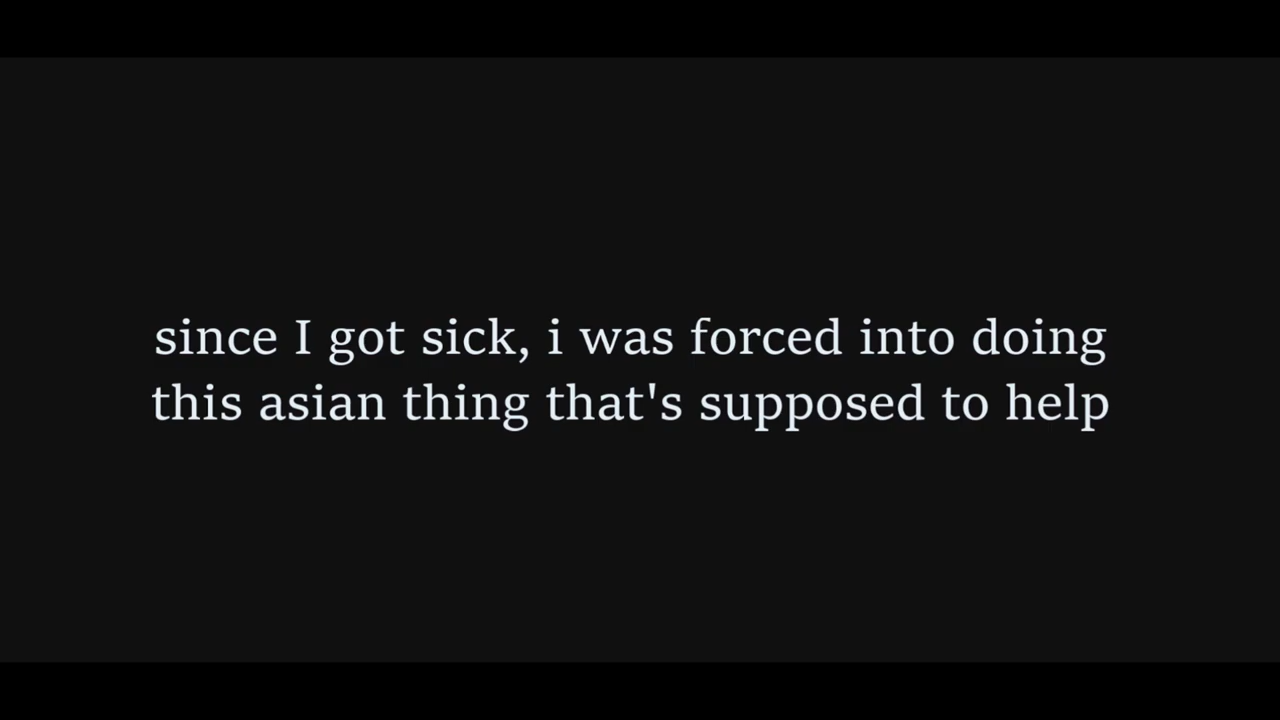 since I got sick, i was forced into doing
this asian thing that's supposed to help